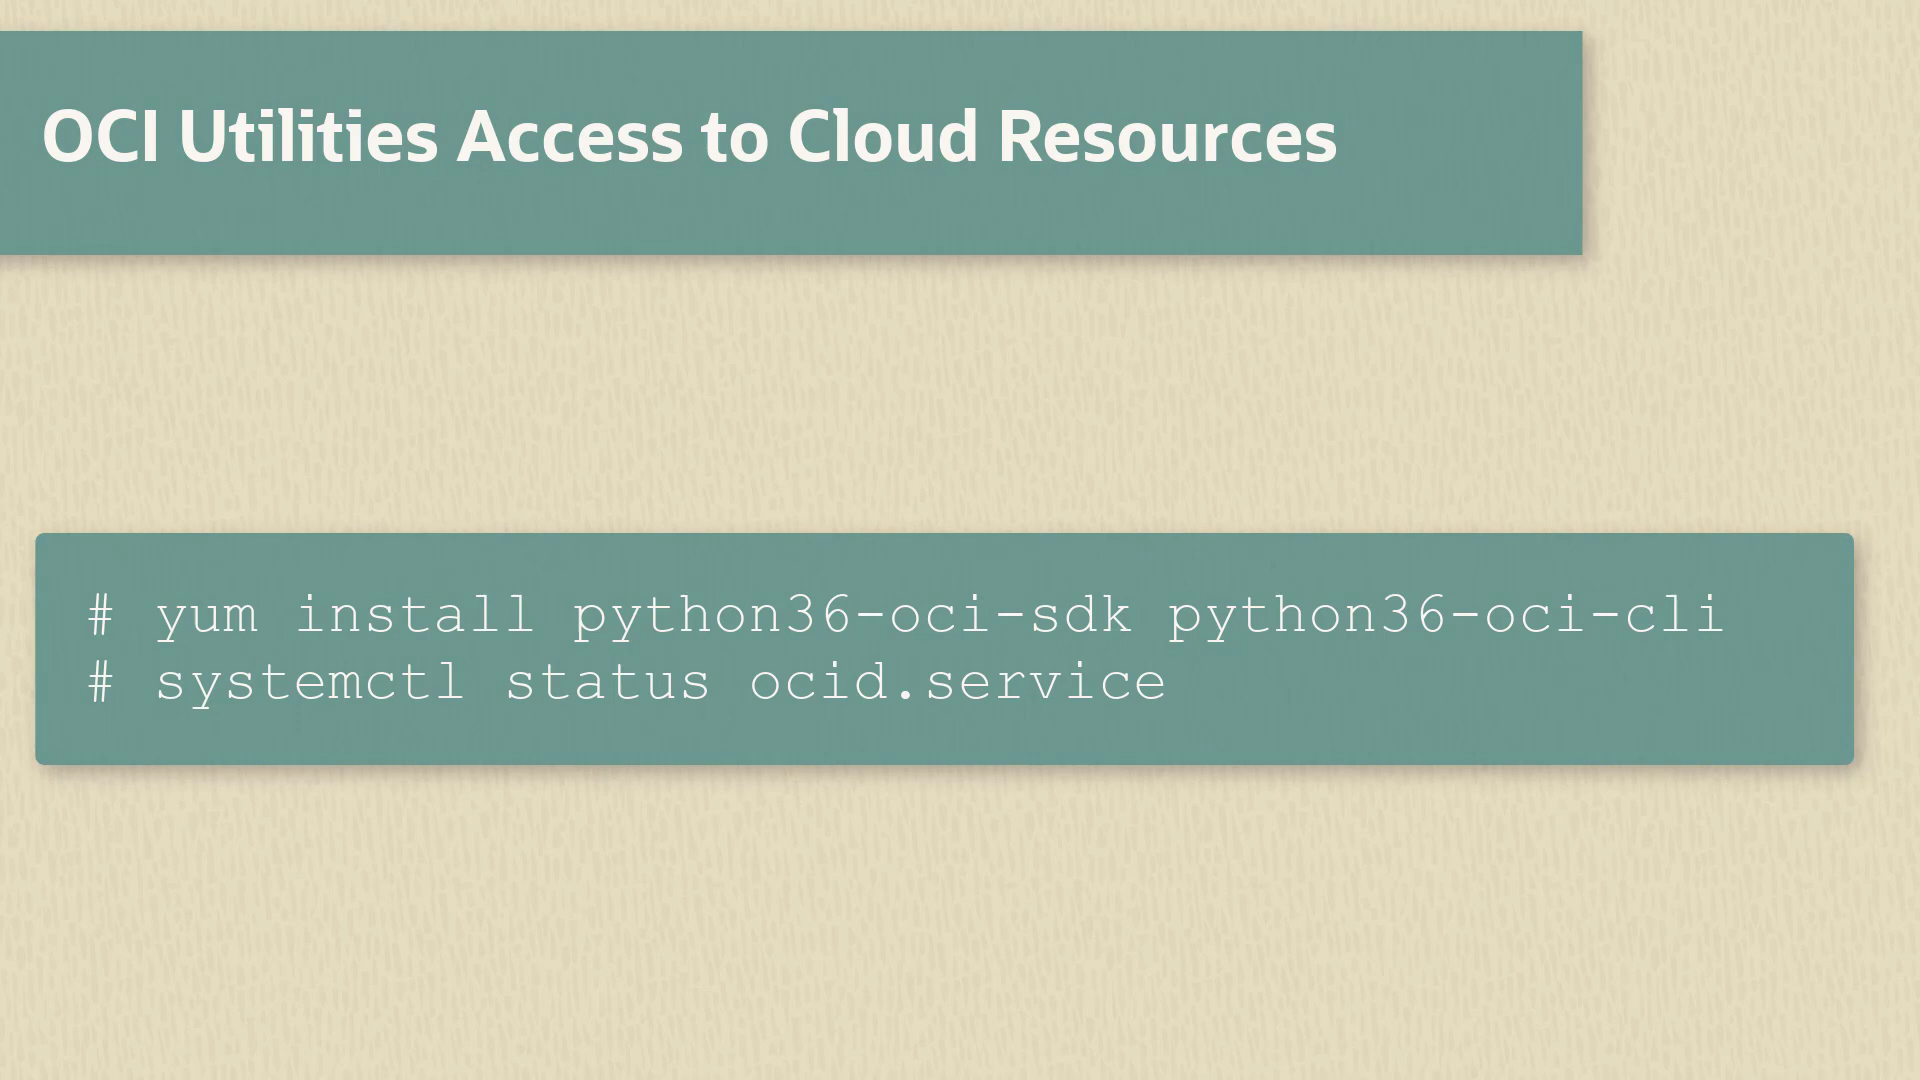 OCI Utilities Access to Cloud Resources
# yum install python36-oci-sdk python36-oci-cli
# systemctl status ocid.service